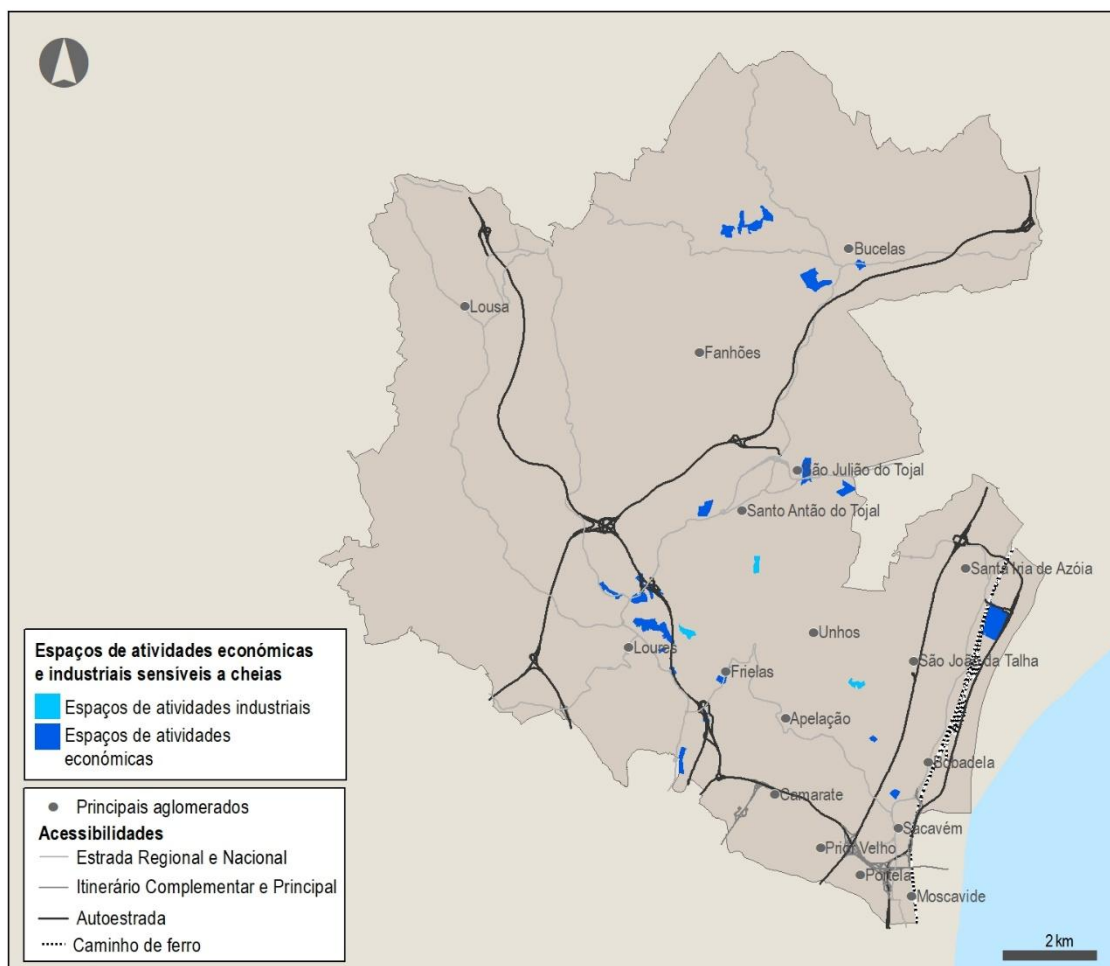 Bucelas
Lousa
Fanhões
São Julião do Tojal
Santo Antão do Tojal
Santa Iria de Azóia
Unhos
Loures
São João da Talha
Frielas
Apelação
Bobadela
Camarate
Sacavém
Prior Velho
Portela
Moscavide
Espaços de atividades económicas
e industriais sensíveis a cheias
Espaços de atividades industriais
Espaços de atividades
económicas
Principais aglomerados
Acessibilidades
Estrada Regional e Nacional
Itinerário Complementar e Principal
Autoestrada
Caminho de ferro
2 km